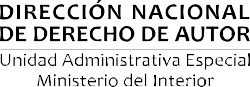 DIRECCIÓN NACIONAL
DE DERECHO DE AUTOR
Unidad Administrativa Especial
Ministerio del Interior